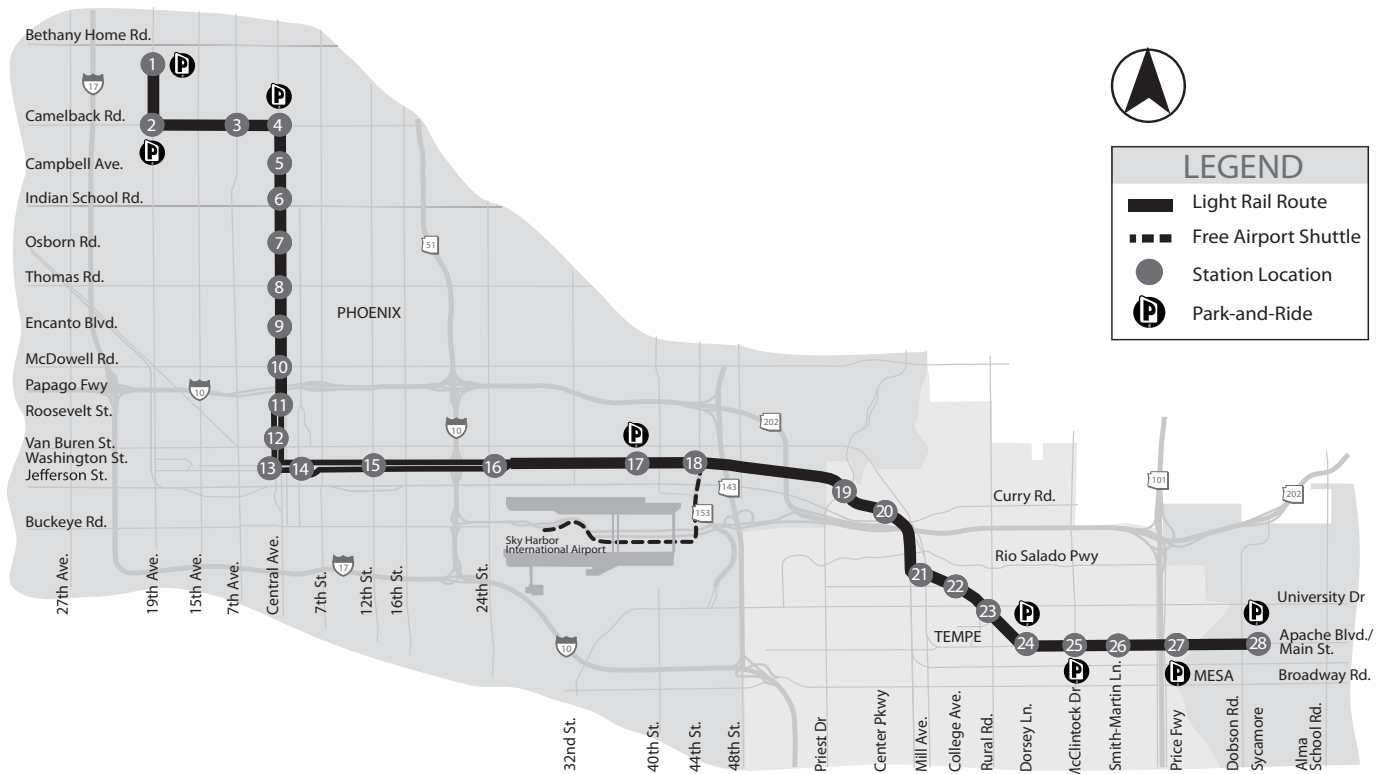 Bethany Home Rd.
Camelback Rd.
Campbell Ave.
Indian School Rd.
Osborn Rd.
Thomas Rd.
Encanto Blvd.
McDowell Rd.
Papago Fwy
Roosevelt St.
Van Buren St.
Washington St.
Jefferson St.
Buckeye Rd.
1
P
17
P
2
3
4
P
5
6
7
51
8
PHOENIX
9
10
10
11
12
10
202
13
14
15
16
P
17
18
143
153
Sky Harbor
International Airport
19
20
Curry Rd.
101
202
17
10
Rio Salado Pwy
21
22
23
University Dr
TEMPE
P
24
25
P
26
27
P
MESA
P
28
Apache Blvd./
Main St.
Broadway Rd.
27th Ave.
19th Ave.
15th Ave.
7th Ave.
Central Ave.
7th St.
12th St.
16th St.
24th St.
32nd St.
40th St.
44th St.
48th St.
Priest Dr
Center Pkwy
Mill Ave.
College Ave.
Rural Rd.
Dorsey Ln.
McClintock Dr
Smith-Martin Ln.
Price Fwy
Dobson Rd.
Sycamore
Alma
School Rd.
LEGEND
Light Rail Route
Free Airport Shuttle
Station Location
P
Park-and-Ride